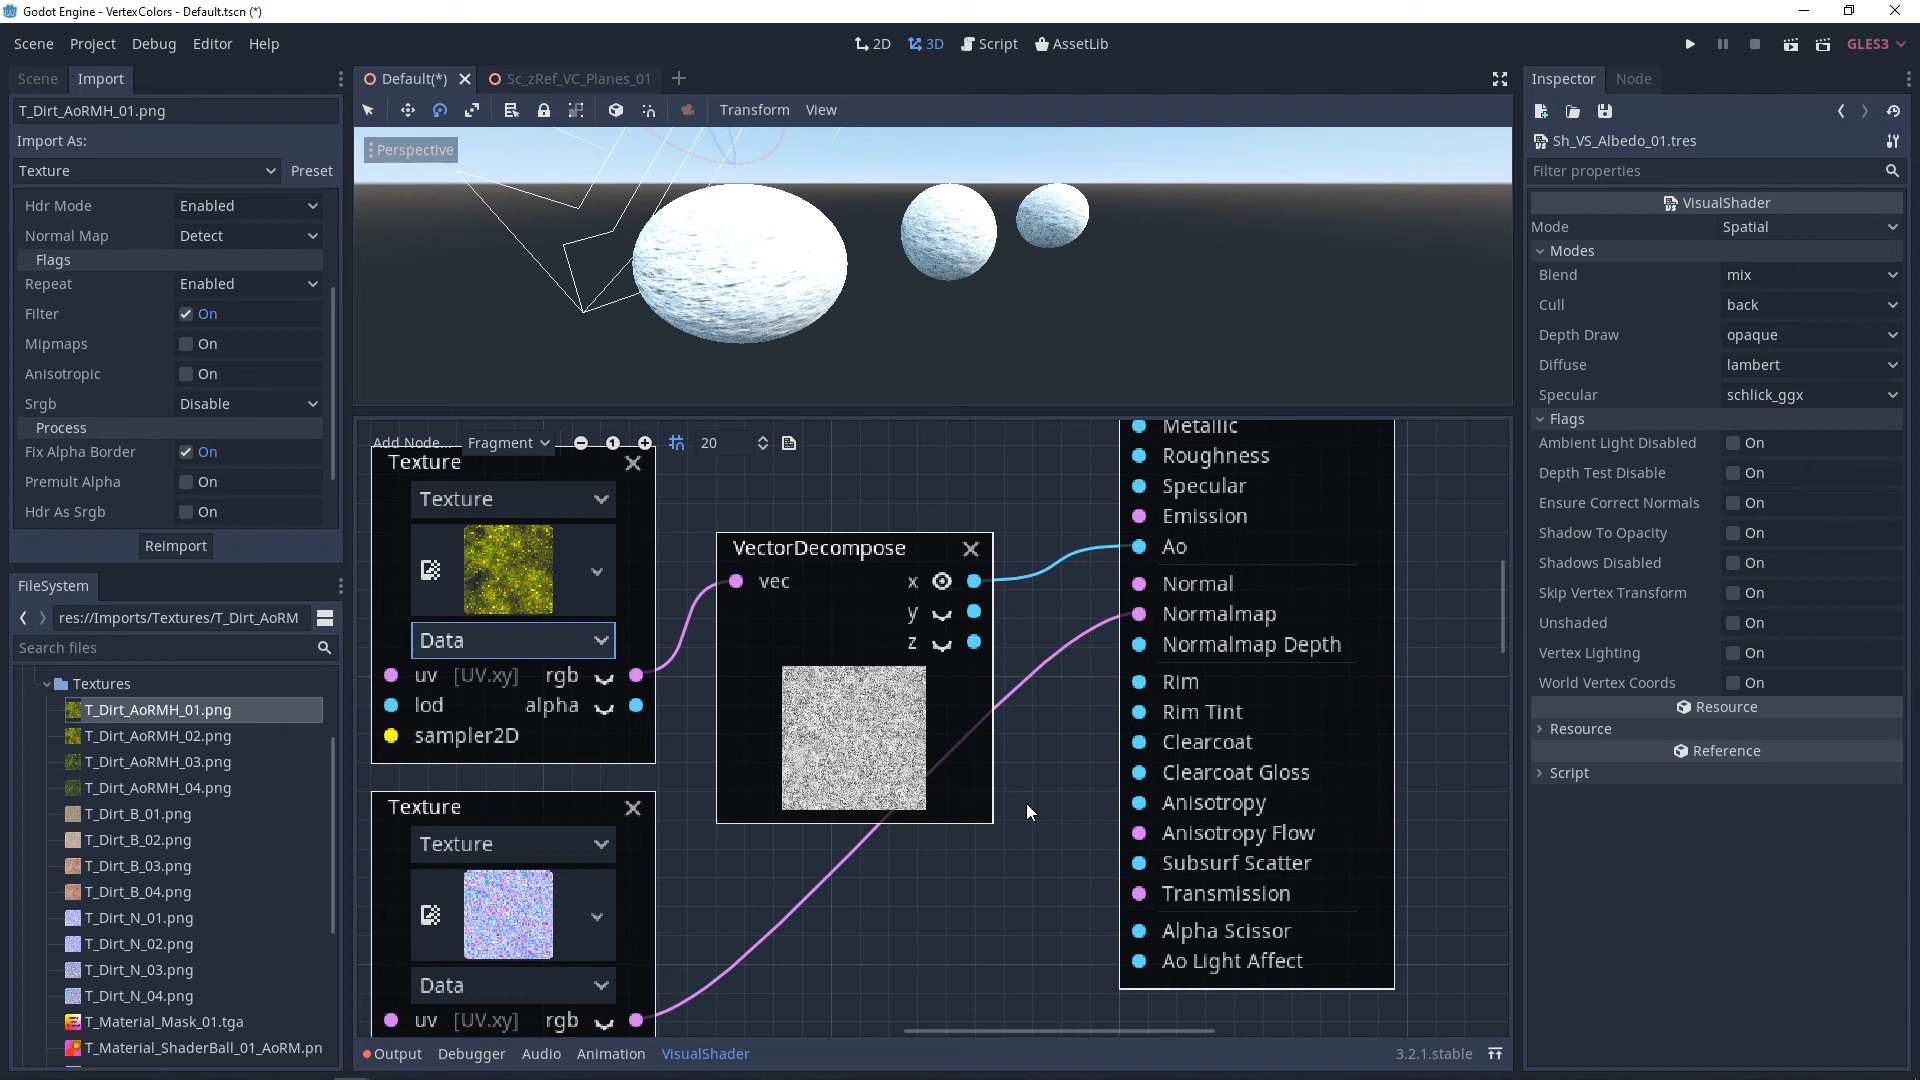 Godot Engine - VertexColors - Default.tscn (*)
Scene Project Debug Editor Help
2D 3D Script AssetLib
GLES3
Scene Import
T_Dirt_AoRMH_01.png
Import As:
Texture Preset
Hdr Mode Enabled
Normal Map Detect
Flags
Repeat Enabled
Filter On
Mipmaps On
Anisotropic On
Srgb Disable
Process
Fix Alpha Border On
Premult Alpha On
Hdr As Srgb On
Reimport
FileSystem
res://Imports/Textures/T_Dirt_AoRM
Search files
Textures
T_Dirt_AoRMH_01.png
T_Dirt_AoRMH_02.png
T_Dirt_AoRMH_03.png
T_Dirt_AoRMH_04.png
T_Dirt_B_01.png
T_Dirt_B_02.png
T_Dirt_B_03.png
T_Dirt_B_04.png
T_Dirt_N_01.png
T_Dirt_N_02.png
T_Dirt_N_03.png
T_Dirt_N_04.png
T_Material_Mask_01.tga
T_Material_ShaderBall_01_AoRM.pn
Default(*) Sc_zRef_VC_Planes_01
Transform View
Perspective
Add Node... Fragment 1 20
Texture
Texture
Data
uv [UV.xy] rgb
lod alpha
sampler2D
Texture
Texture
Data
uv [UV.xy] rgb
VectorDecompose
vec x
y
z
Metallic
Roughness
Specular
Emission
Ao
Normal
Normalmap
Normalmap Depth
Rim
Rim Tint
Clearcoat
Clearcoat Gloss
Anisotropy
Anisotropy Flow
Subsurf Scatter
Transmission
Alpha Scissor
Ao Light Affect
Output Debugger Audio Animation VisualShader
3.2.1.stable
Inspector Node
Sh_VS_Albedo_01.tres
Filter properties
VisualShader
Mode Spatial
Modes
Blend mix
Cull back
Depth Draw opaque
Diffuse lambert
Specular schlick_ggx
Flags
Ambient Light Disabled On
Depth Test Disable On
Ensure Correct Normals On
Shadow To Opacity On
Shadows Disabled On
Skip Vertex Transform On
Unshaded On
Vertex Lighting On
World Vertex Coords On
Resource
Resource
Reference
Script